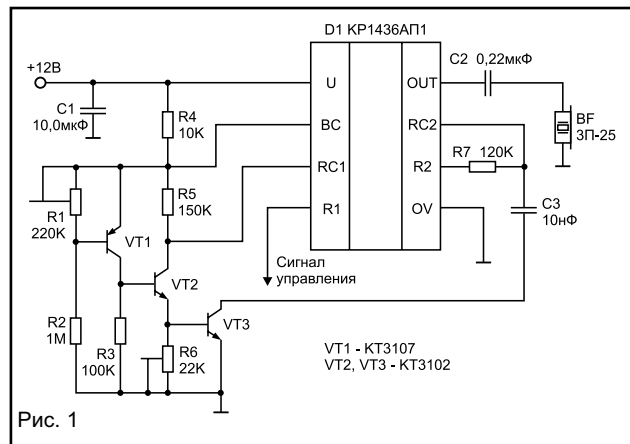 D1 КР1436АП1
+12В
C1
10,0мкФ
R4
10K
U
BC
RC1
R1
OUT
RC2
R2
OV
C2 0,22мкФ
BF
ЗП-25
R7 120K
C3
10нФ
R5
150K
R1
220K
VT1
Сигнал
управления
VT2
VT3
R2
1M
R3
100K
R6
22K
VT1 - КТ3107
VT2, VT3 - КТ3102
Рис. 1